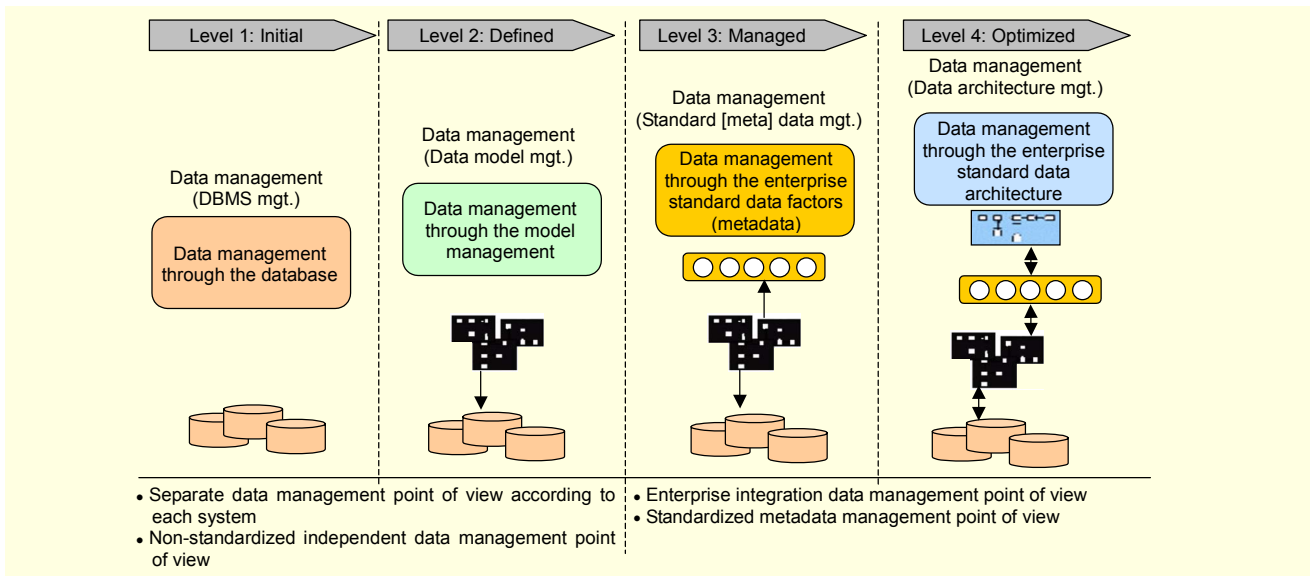 Level 1: Initial
Level 2: Defined
Level 3: Managed
Level 4: Optimized
Data management
(DBMS mgt.)
Data management
through the database
Data management
(Data model mgt.)
Data management
through the model
management
Data management
(Standard [meta] data mgt.)
Data management
through the enterprise
standard data factors
(metadata)
Data management
(Data architecture mgt.)
Data management
through the enterprise
standard data
architecture
• Separate data management point of view according to
each system
• Non-standardized independent data management point
of view
• Enterprise integration data management point of view
• Standardized metadata management point of view